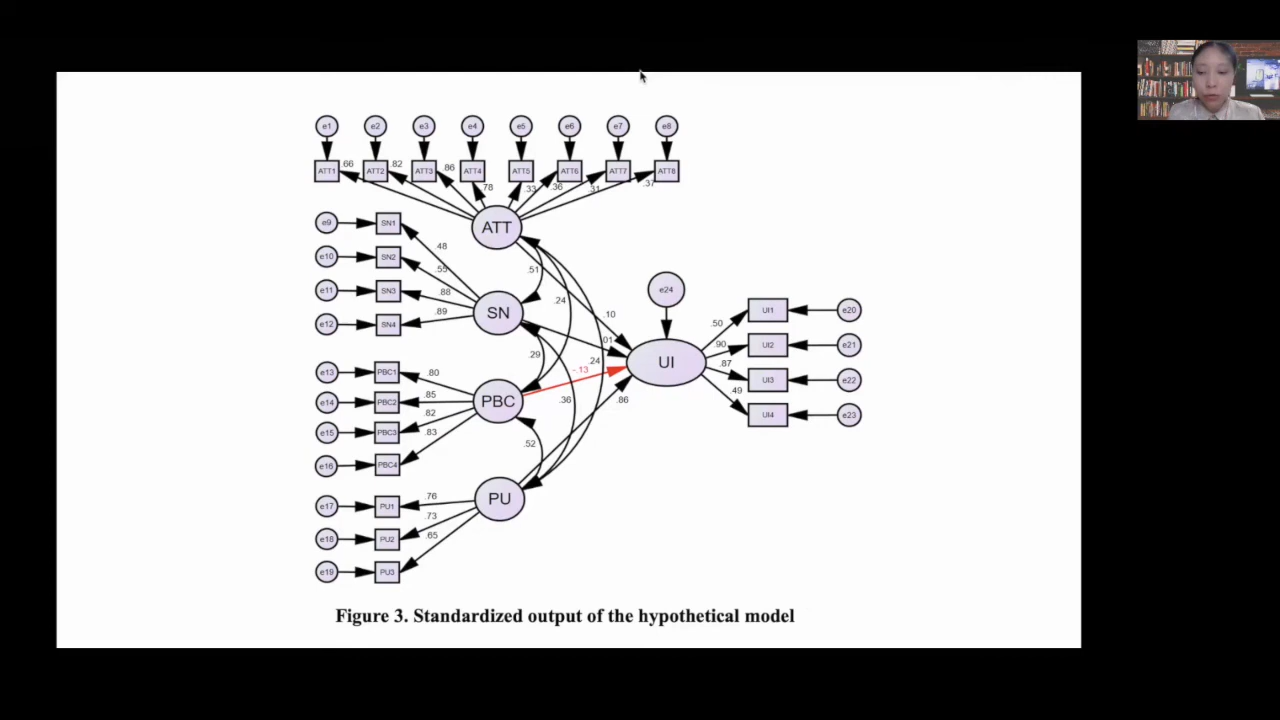 e1 e2 e3 e4 e5 e6 e7 e8
ATT1 .66 ATT2 .82 ATT3 .86 ATT4 ATT5 ATT6 ATT7 ATT8
.78 .33 .36 .31 .37
ATT
e9 SN1
.48
e10 SN2
.55
e11 SN3 .88
e12 SN4 .89
SN
.51
.24
.10
.01
.24
.29
-.13
.36
.86
.52
e13 PBC1 .80
e14 PBC2 .85
e15 PBC3 .82
e16 PBC4 .83
PBC
e17 PU1 .76
e18 PU2 .73
e19 PU3 .65
PU
e24
UI
.50 UI1 e20
.90 UI2 e21
.87 UI3 e22
.49 UI4 e23
Figure 3. Standardized output of the hypothetical model